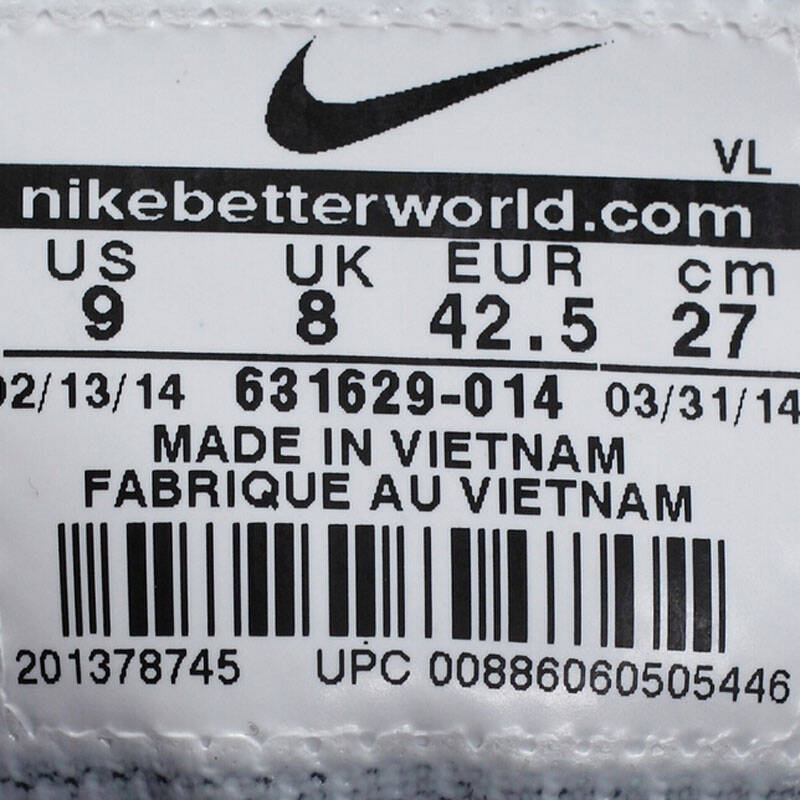 VL
nikebetterworld.com
US UK EUR cm
9 8 42.5 27
02/13/14 631629-014 03/31/14
MADE IN VIETNAM
FABRIQUE AU VIETNAM
201378745 UPC 00886060505446